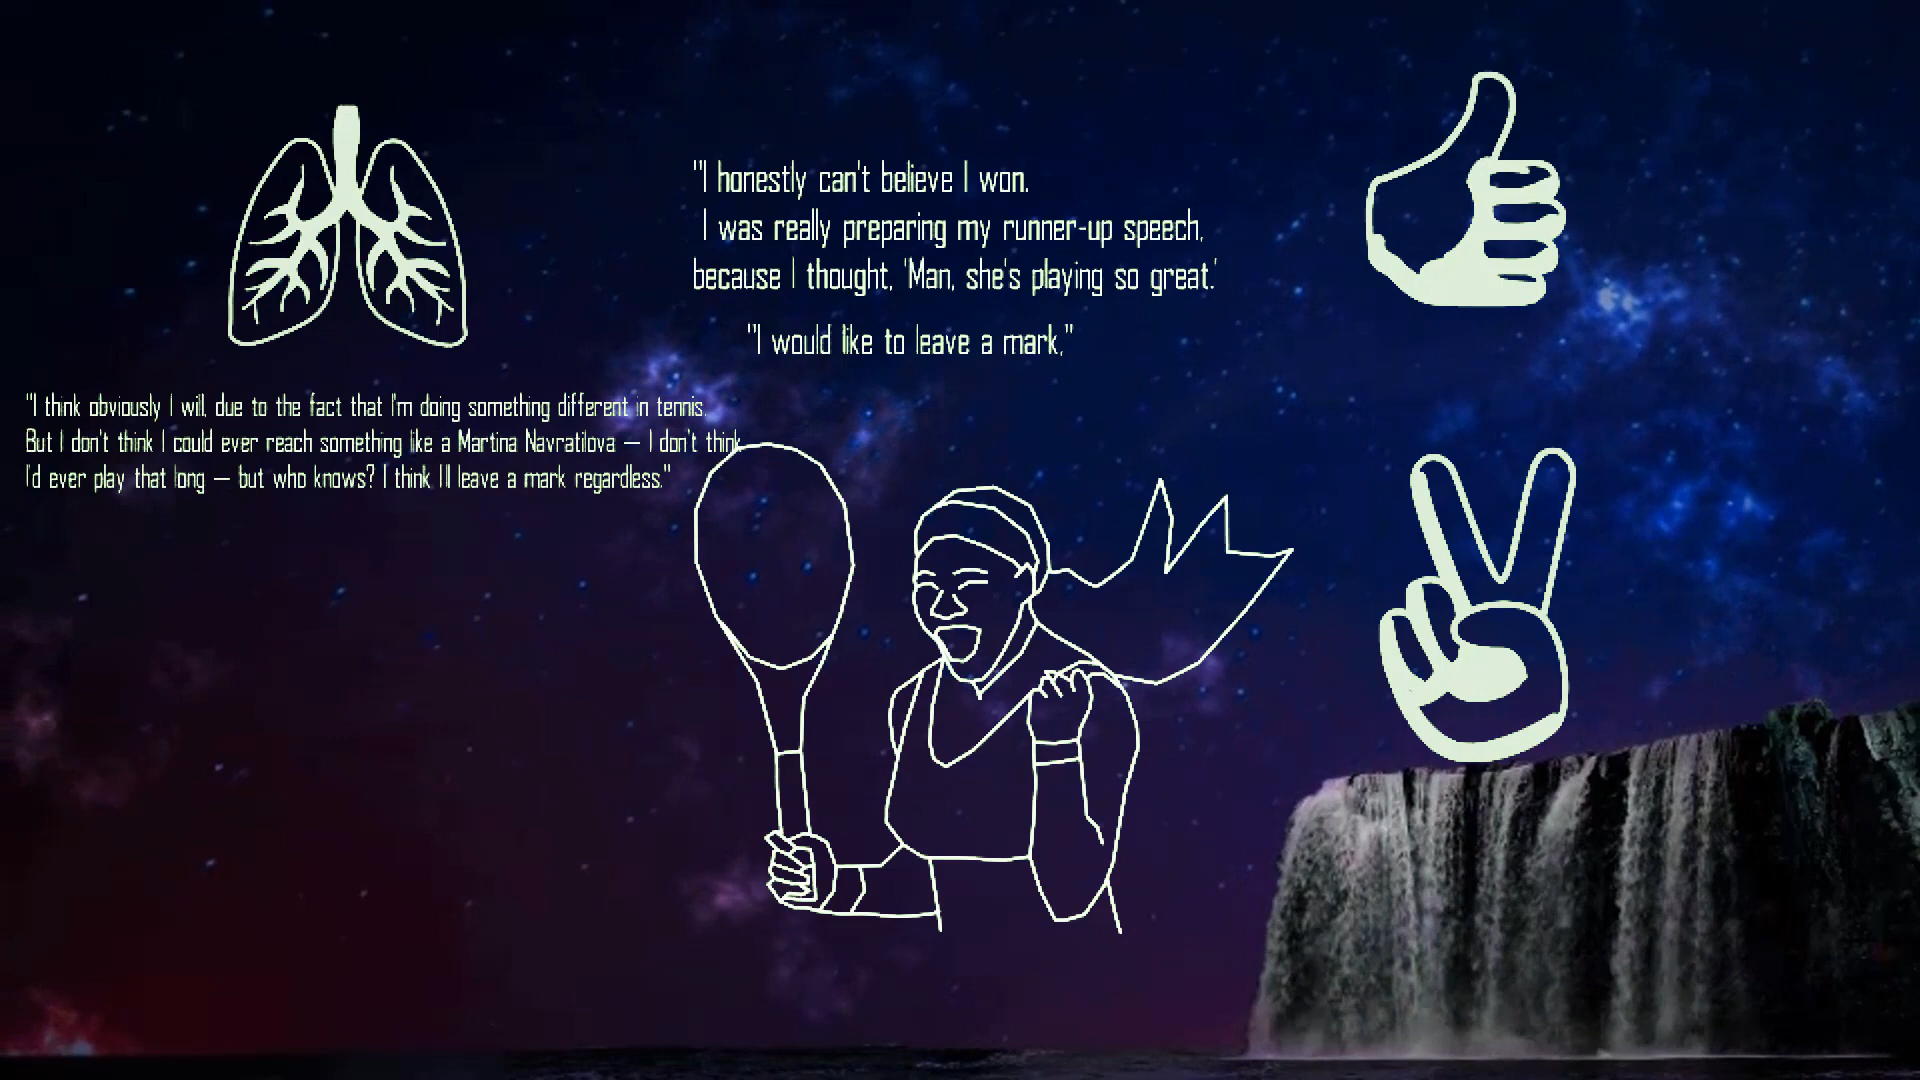 "I honestly can't believe I won.
I was really preparing my runner-up speech,
because I thought, 'Man, she's playing so great.'
"I would like to leave a mark,"
"I think obviously I will, due to the fact that I'm doing something different in tennis.
But I don't think I could ever reach something like a Martina Navratilova — I don't think
I'd ever play that long — but who knows? I think I'll leave a mark regardless."